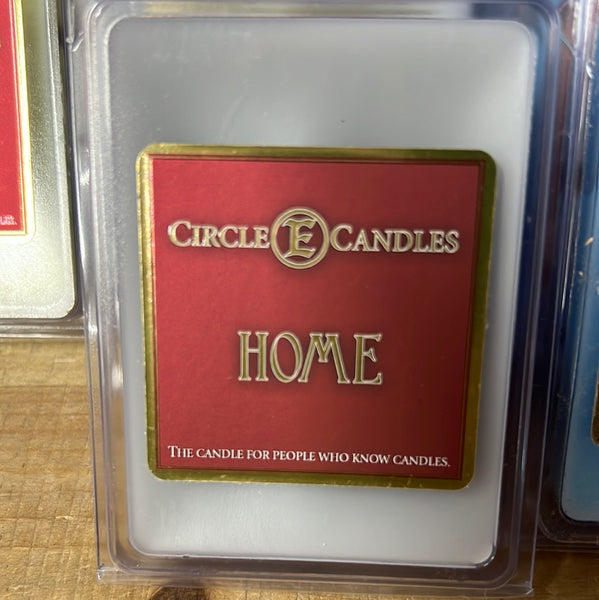 CIRCLE E CANDLES
HOME
THE CANDLE FOR PEOPLE WHO KNOW CANDLES.